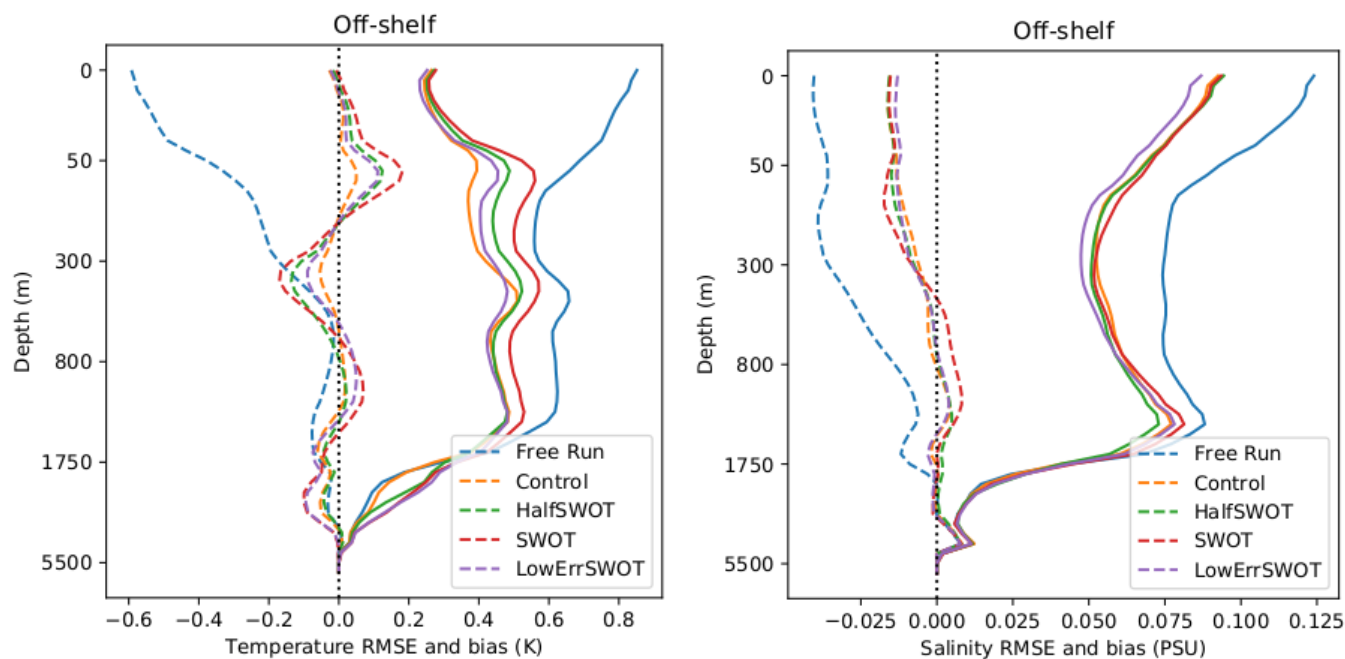 Off-shelf
0
50
300
800
1750
5500
Depth (m)
−0.6 −0.4 −0.2 0.0 0.2 0.4 0.6 0.8
Temperature RMSE and bias (K)
Free Run
Control
HalfSWOT
SWOT
LowErrSWOT
Off-shelf
0
50
300
800
1750
5500
Depth (m)
−0.025 0.000 0.025 0.050 0.075 0.100 0.125
Salinity RMSE and bias (PSU)
Free Run
Control
HalfSWOT
SWOT
LowErrSWOT